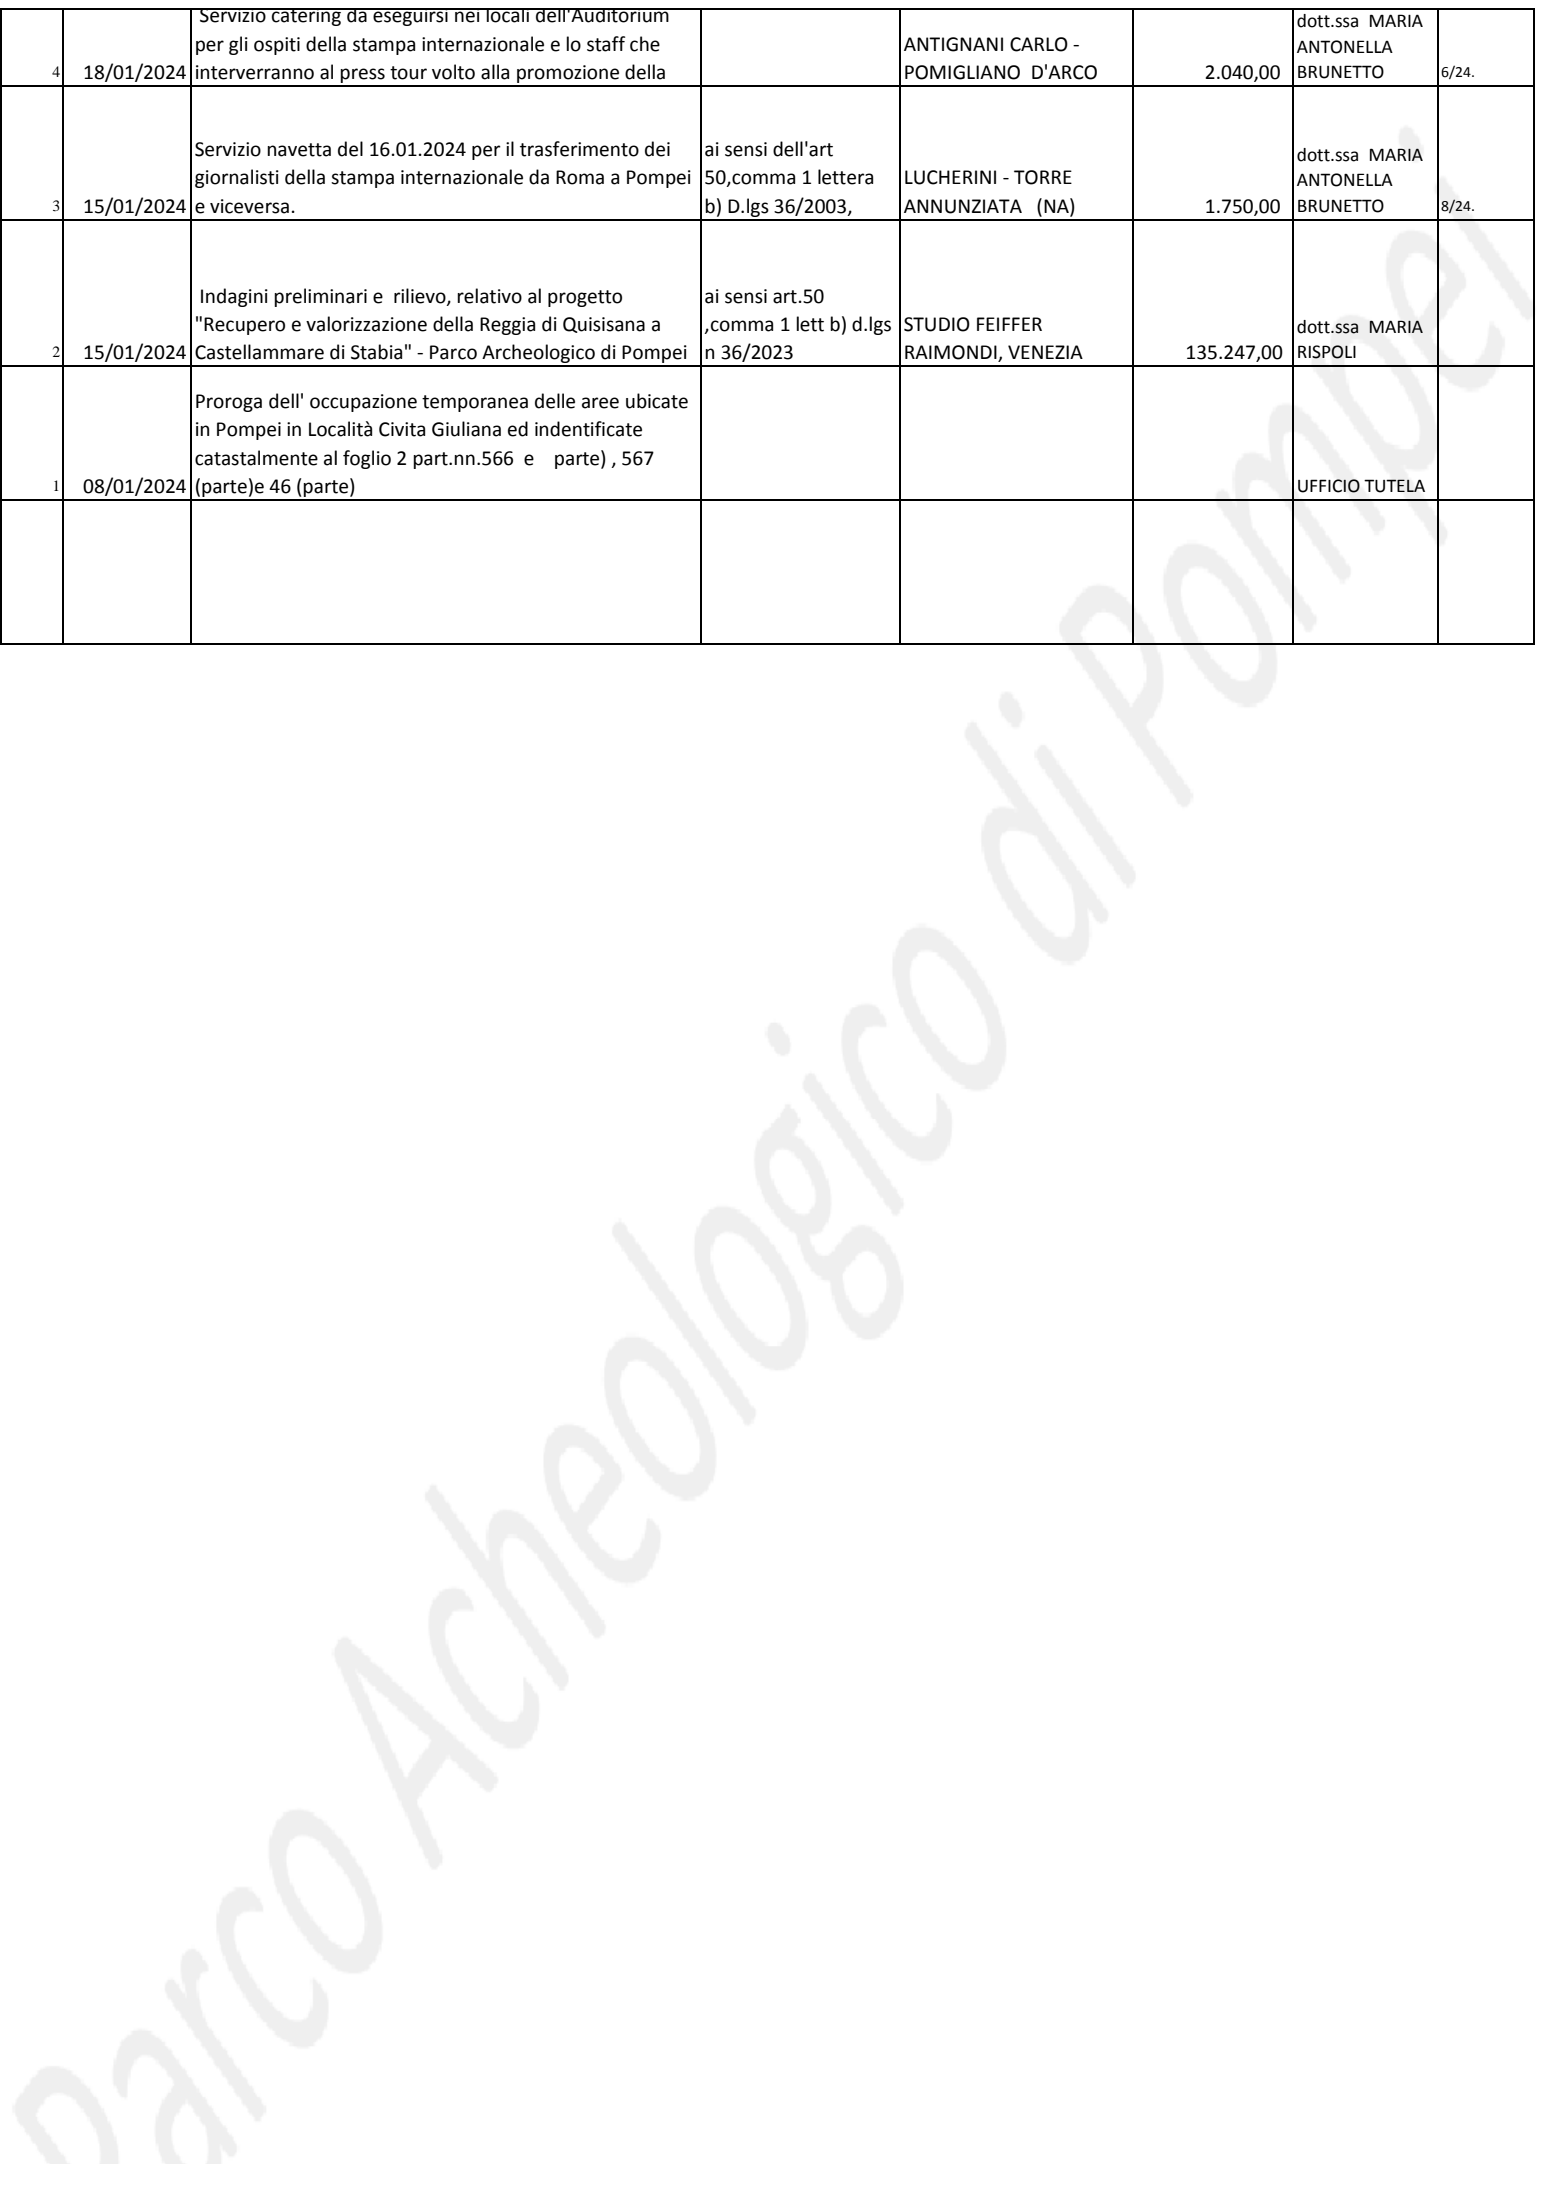 Servizio catering da eseguirsi nei locali dell'Auditorium
per gli ospiti della stampa internazionale e lo staff che
interverranno al press tour volto alla promozione della
4 18/01/2024
ANTIGNANI CARLO -
POMIGLIANO D'ARCO
2.040,00
dott.ssa MARIA
ANTONELLA
BRUNETTO
6/24.
3 15/01/2024
Servizio navetta del 16.01.2024 per il trasferimento dei
giornalisti della stampa internazionale da Roma a Pompei
e viceversa.
ai sensi dell'art
50,comma 1 lettera
b) D.lgs 36/2003,
LUCHERINI - TORRE
ANNUNZIATA (NA)
1.750,00
dott.ssa MARIA
ANTONELLA
BRUNETTO
8/24.
2 15/01/2024
Indagini preliminari e rilievo, relativo al progetto
"Recupero e valorizzazione della Reggia di Quisisana a
Castellammare di Stabia" - Parco Archeologico di Pompei
ai sensi art.50
,comma 1 lett b) d.lgs
n 36/2023
STUDIO FEIFFER
RAIMONDI, VENEZIA
135.247,00
dott.ssa MARIA
RISPOLI
1 08/01/2024
Proroga dell' occupazione temporanea delle aree ubicate
in Pompei in Località Civita Giuliana ed indentificate
catastalmente al foglio 2 part.nn.566 e parte) , 567
(parte)e 46 (parte)
UFFICIO TUTELA
Parco Acheologico di Pompei